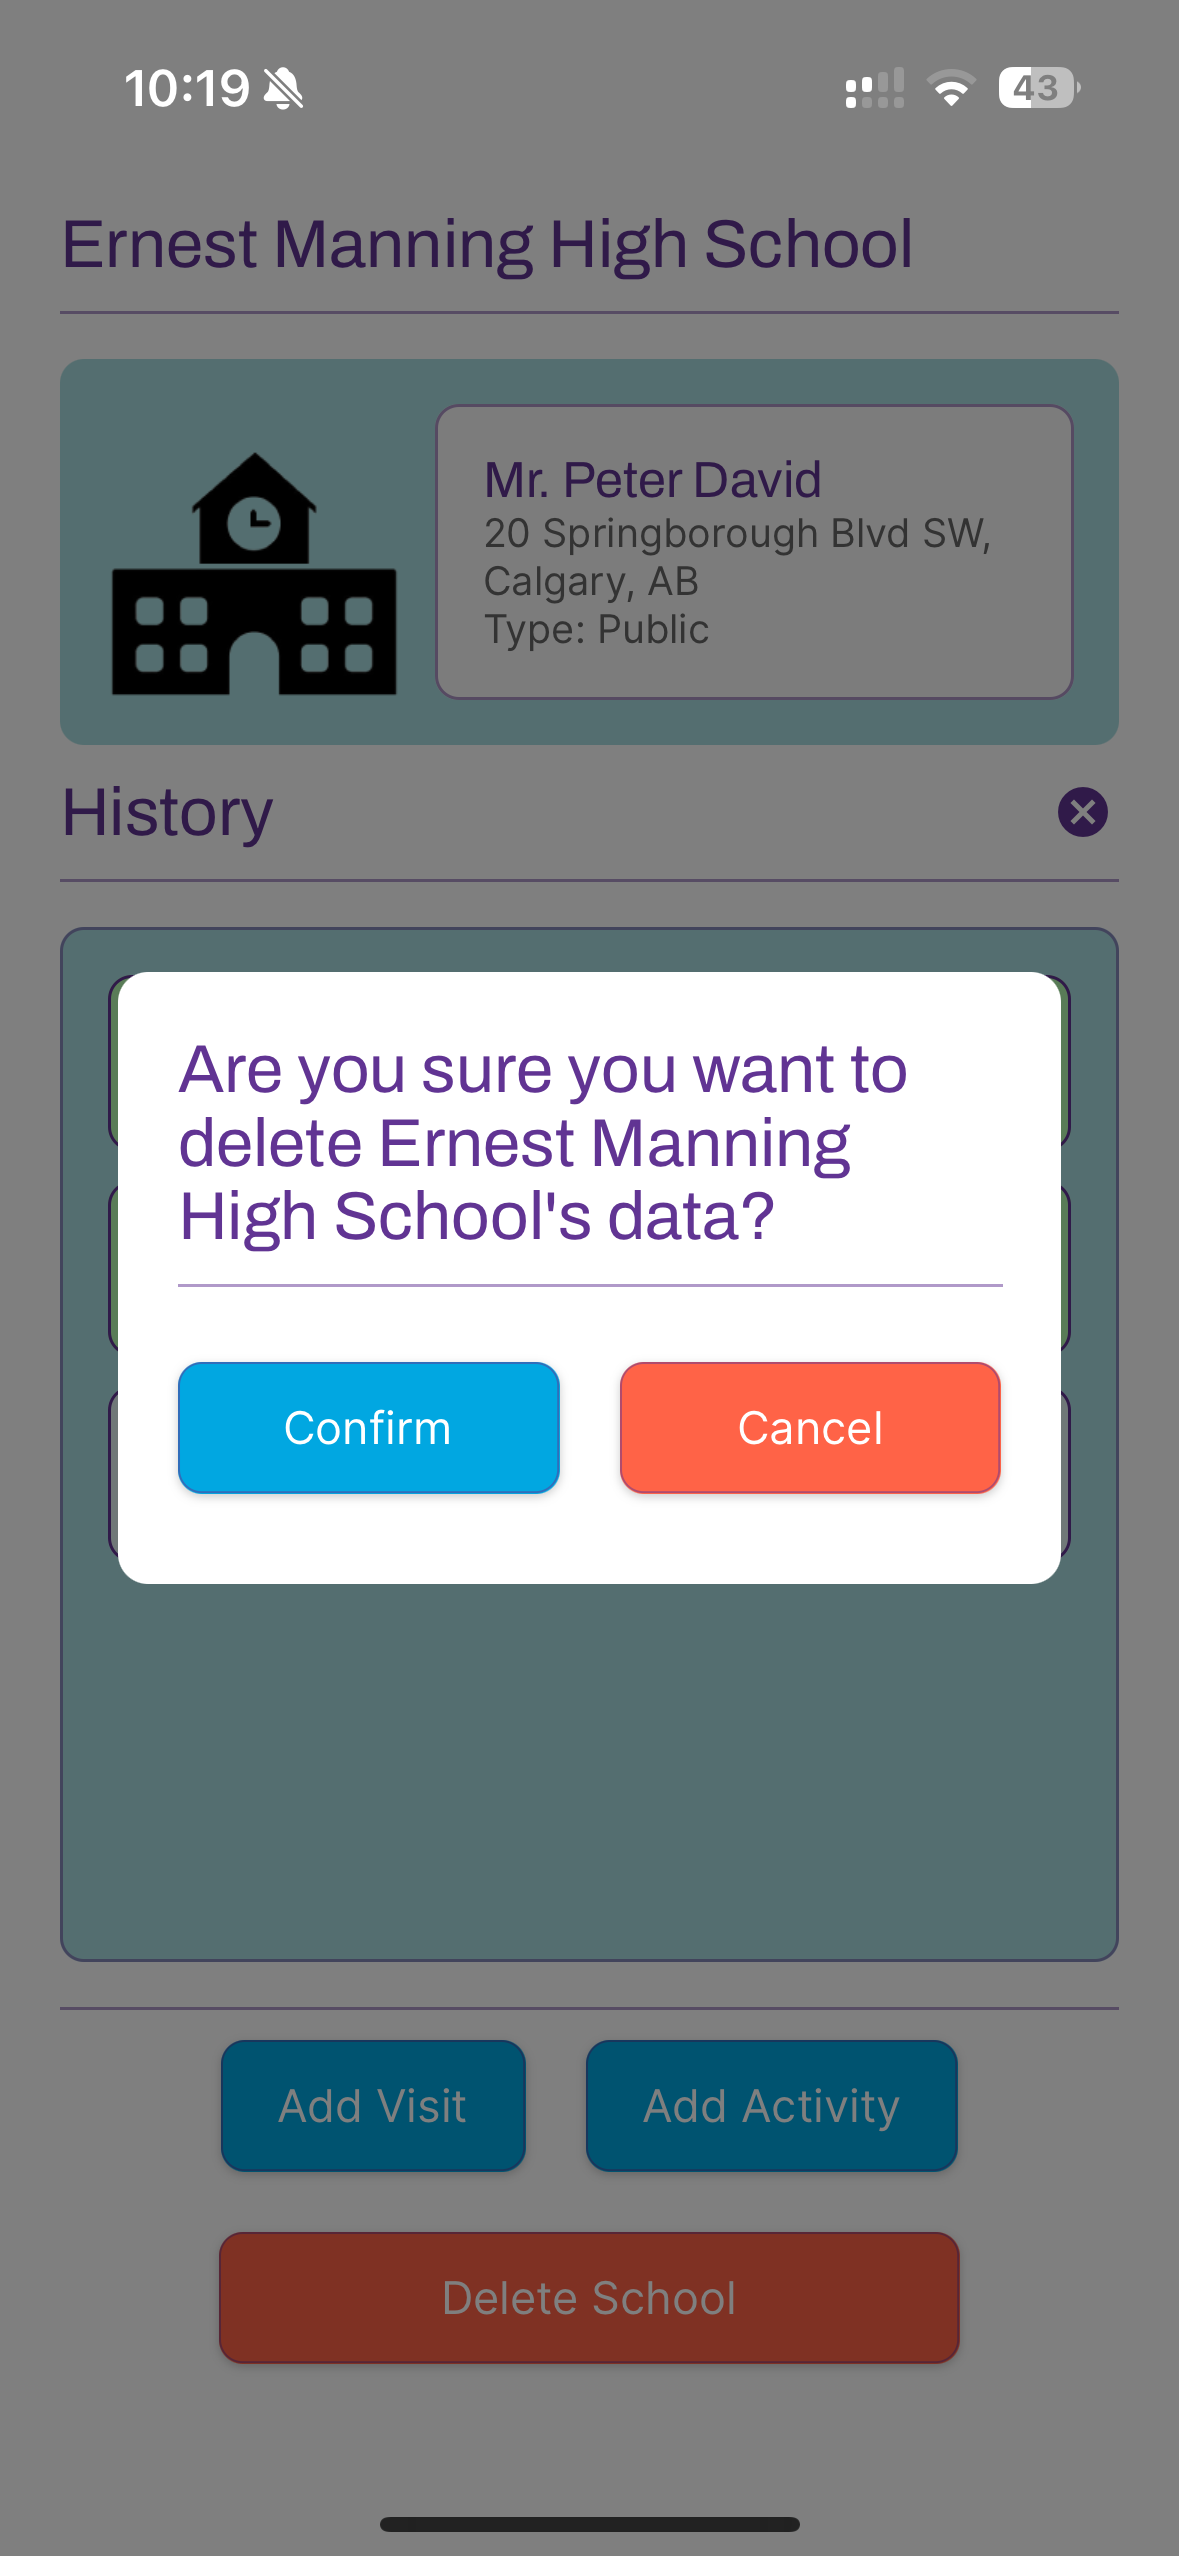 10:19
43
Ernest Manning High School
Mr. Peter David
20 Springborough Blvd SW,
Calgary, AB
Type: Public
History
Are you sure you want to
delete Ernest Manning
High School's data?
Confirm
Cancel
Add Visit
Add Activity
Delete School